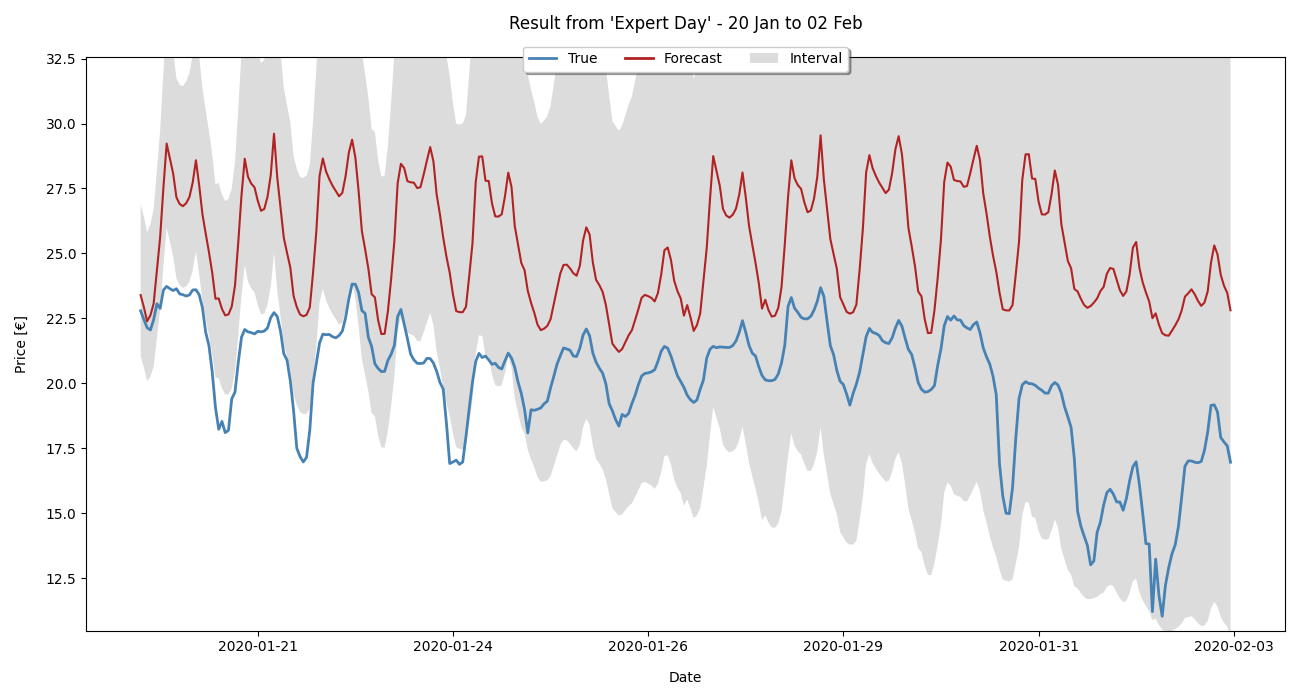 Result from 'Expert Day' - 20 Jan to 02 Feb
True Forecast Interval
32.5
30.0
27.5
25.0
22.5
20.0
17.5
15.0
12.5
Price [€]
2020-01-21 2020-01-24 2020-01-26 2020-01-29 2020-01-31 2020-02-03
Date